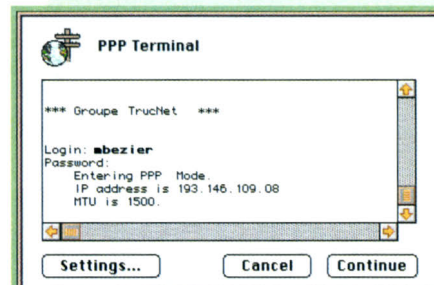 PPP Terminal
*** Groupe TrucNet ***
Login: mbezier
Password:
Entering PPP Mode.
IP address is 193.146.109.08
MTU is 1500.
Settings... Cancel Continue